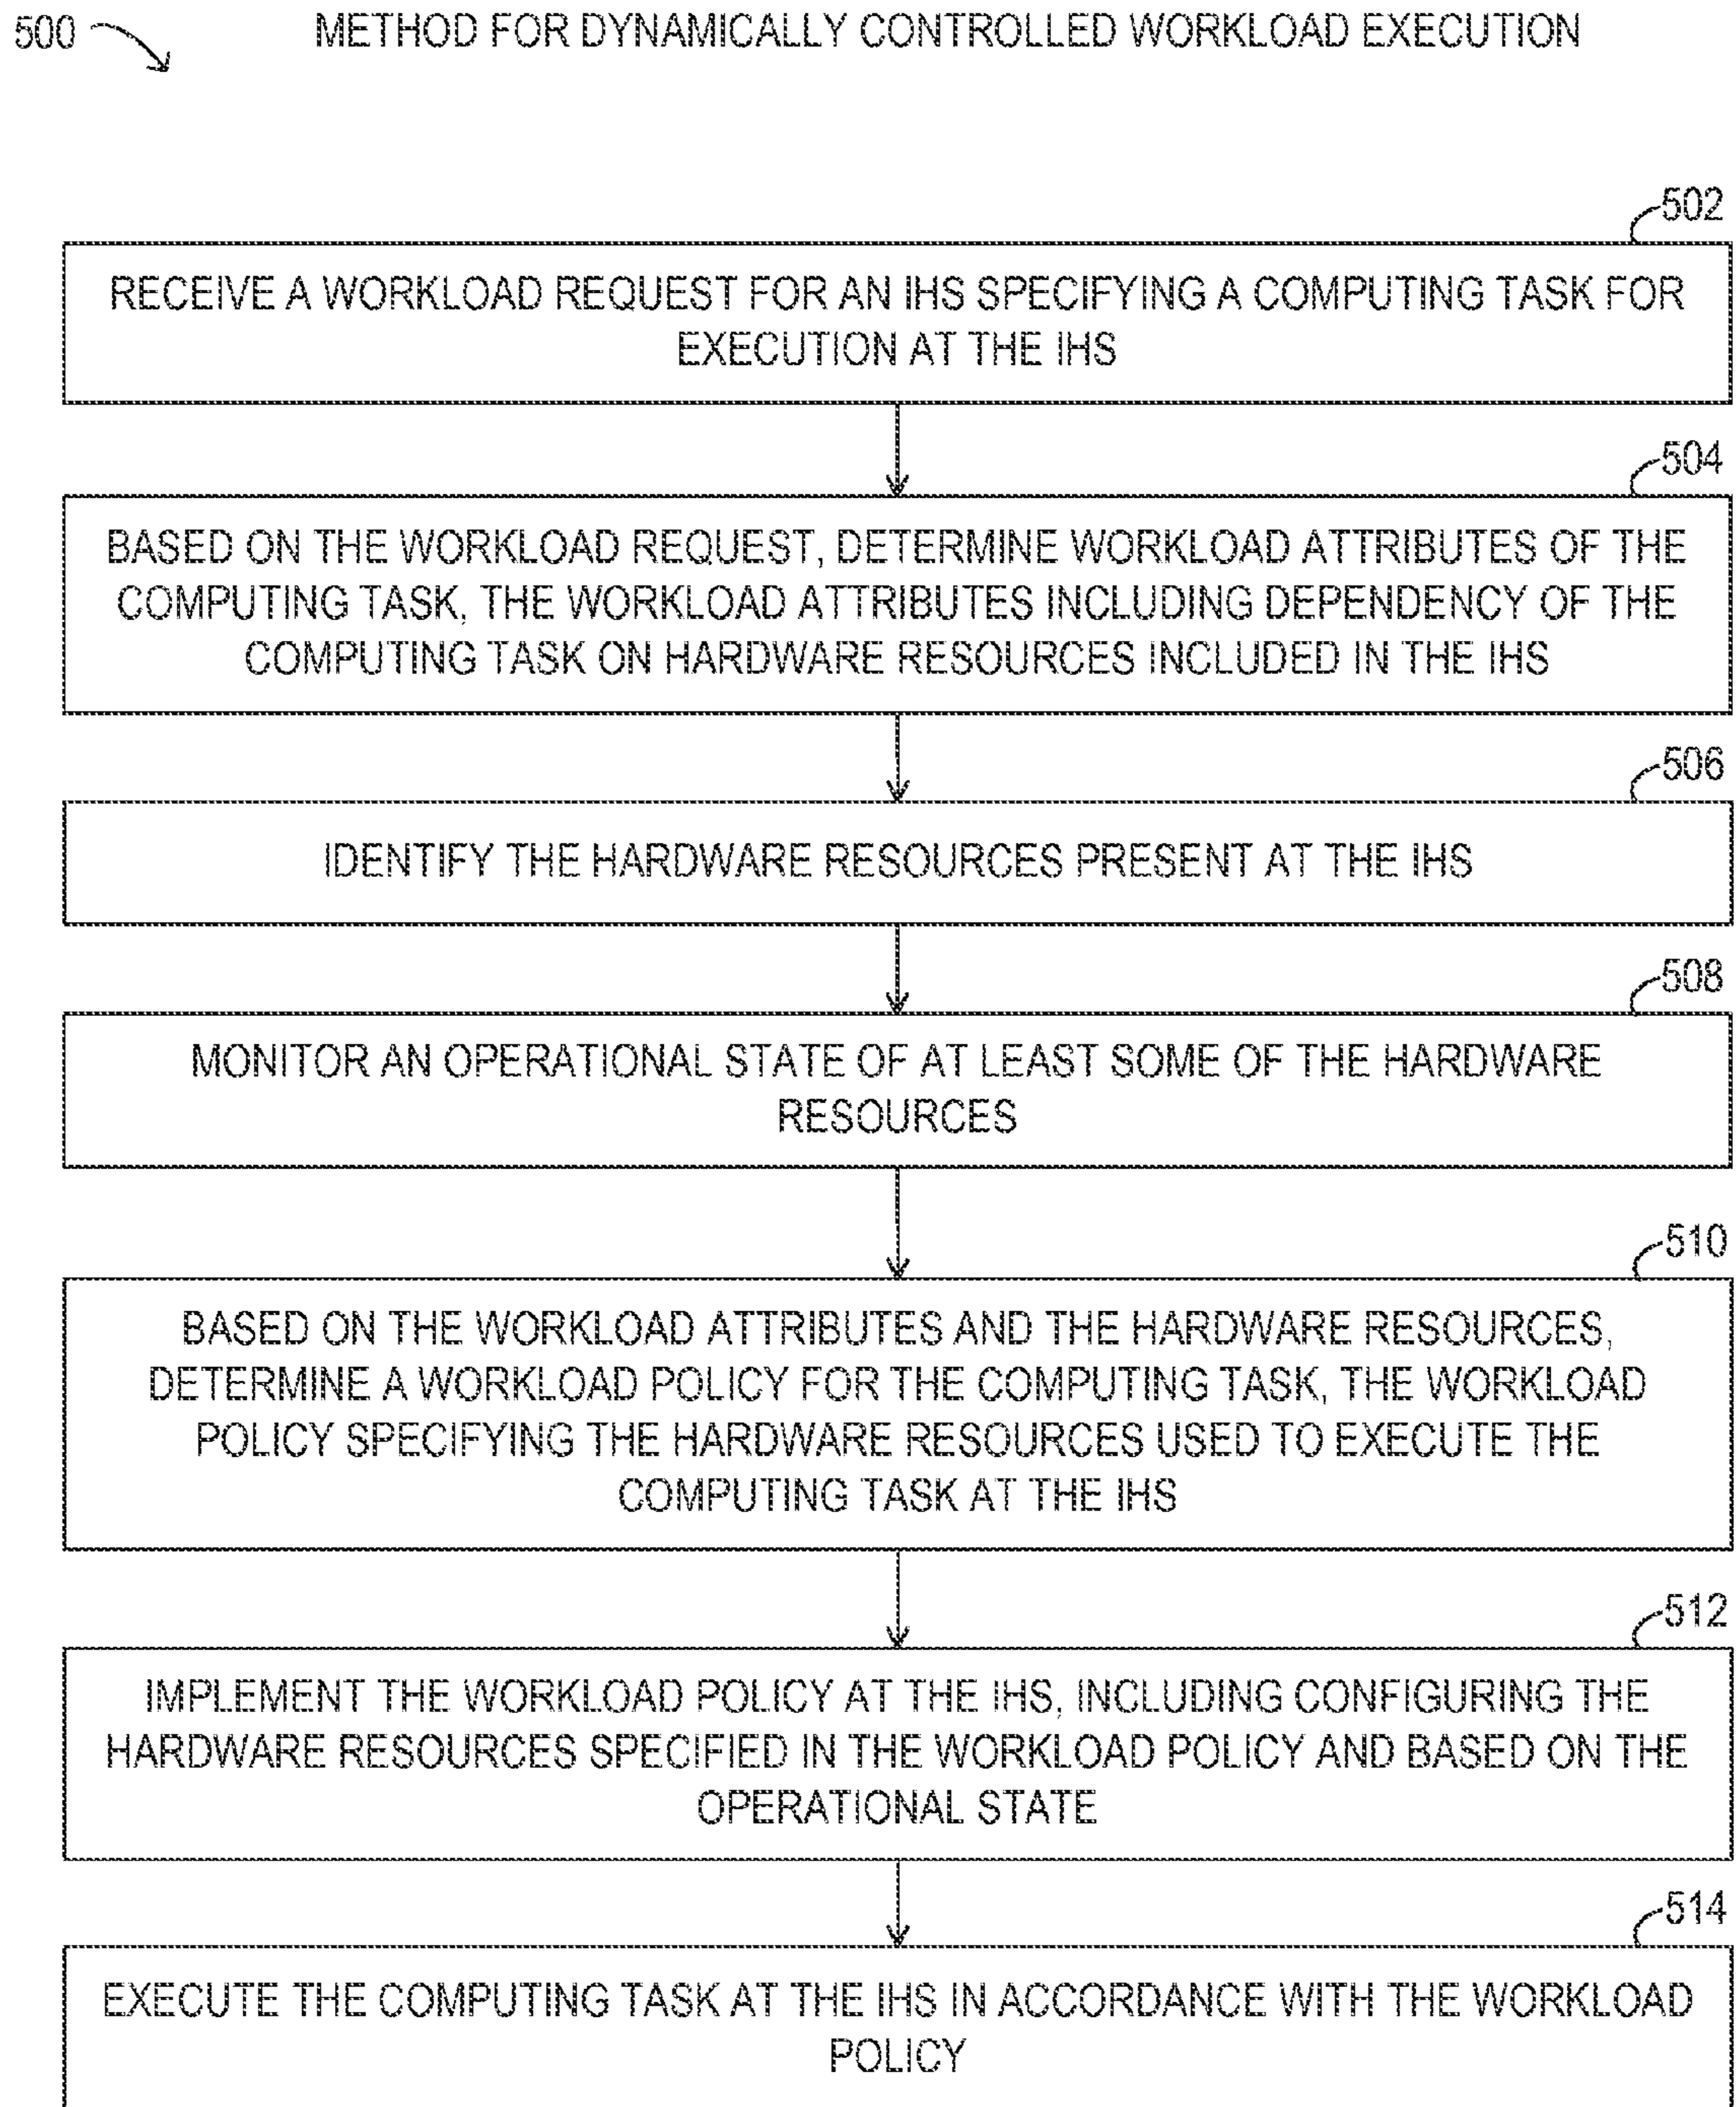 500
METHOD FOR DYNAMICALLY CONTROLLED WORKLOAD EXECUTION
502
RECEIVE A WORKLOAD REQUEST FOR AN IHS SPECIFYING A COMPUTING TASK FOR
EXECUTION AT THE IHS
504
BASED ON THE WORKLOAD REQUEST, DETERMINE WORKLOAD ATTRIBUTES OF THE
COMPUTING TASK, THE WORKLOAD ATTRIBUTES INCLUDING DEPENDENCY OF THE
COMPUTING TASK ON HARDWARE RESOURCES INCLUDED IN THE IHS
506
IDENTIFY THE HARDWARE RESOURCES PRESENT AT THE IHS
508
MONITOR AN OPERATIONAL STATE OF AT LEAST SOME OF THE HARDWARE
RESOURCES
510
BASED ON THE WORKLOAD ATTRIBUTES AND THE HARDWARE RESOURCES,
DETERMINE A WORKLOAD POLICY FOR THE COMPUTING TASK, THE WORKLOAD
POLICY SPECIFYING THE HARDWARE RESOURCES USED TO EXECUTE THE
COMPUTING TASK AT THE IHS
512
IMPLEMENT THE WORKLOAD POLICY AT THE IHS, INCLUDING CONFIGURING THE
HARDWARE RESOURCES SPECIFIED IN THE WORKLOAD POLICY AND BASED ON THE
OPERATIONAL STATE
514
EXECUTE THE COMPUTING TASK AT THE IHS IN ACCORDANCE WITH THE WORKLOAD
POLICY